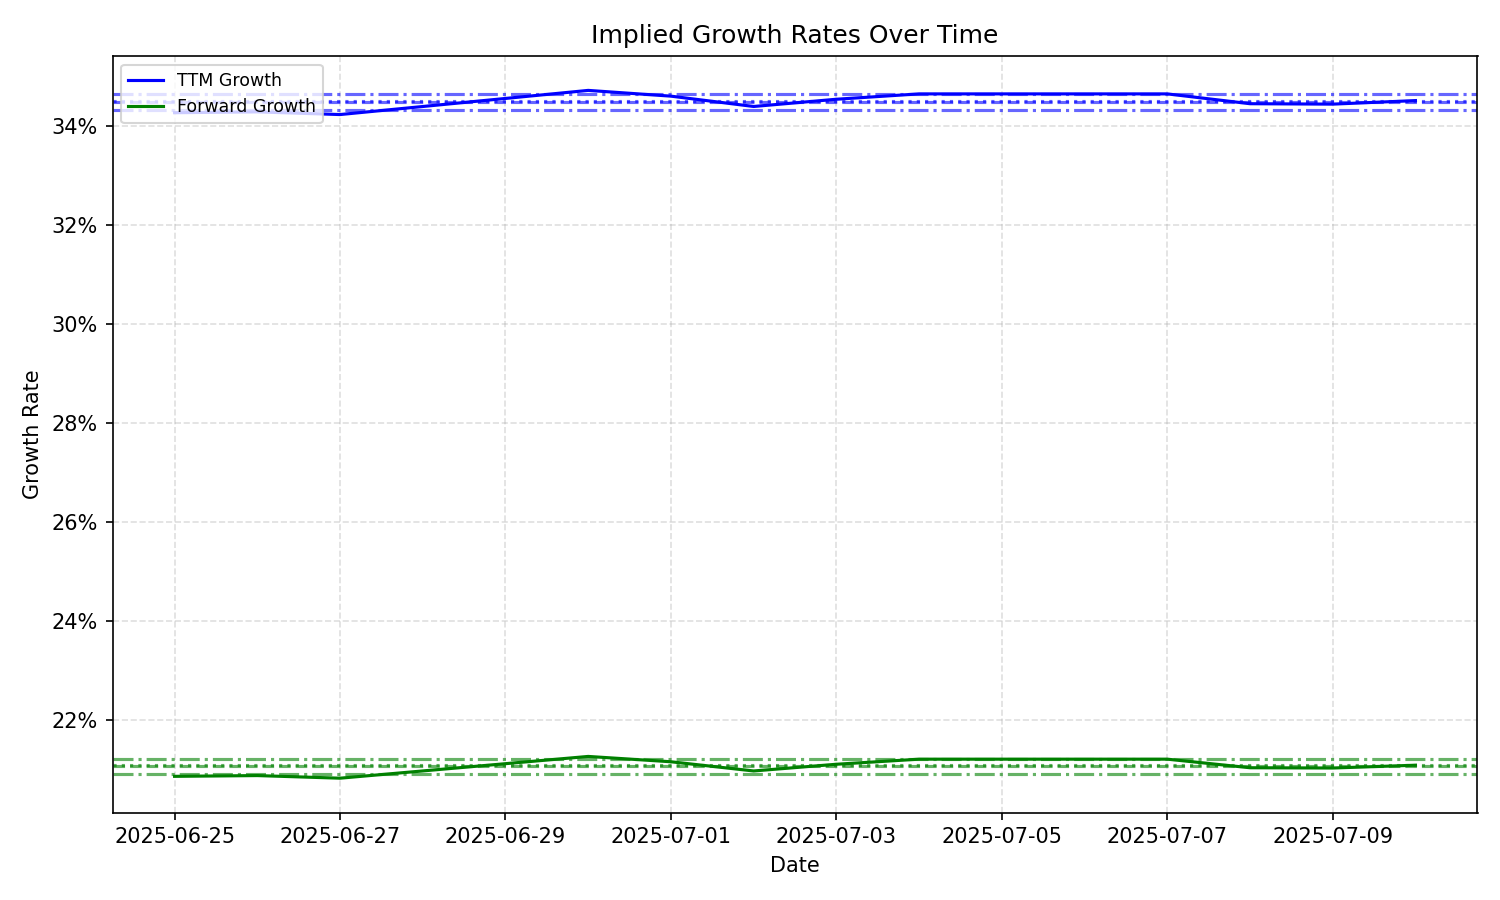 Implied Growth Rates Over Time
TTM Growth
Forward Growth
34%
32%
30%
28%
26%
24%
22%
Growth Rate
2025-06-25 2025-06-27 2025-06-29 2025-07-01 2025-07-03 2025-07-05 2025-07-07 2025-07-09
Date